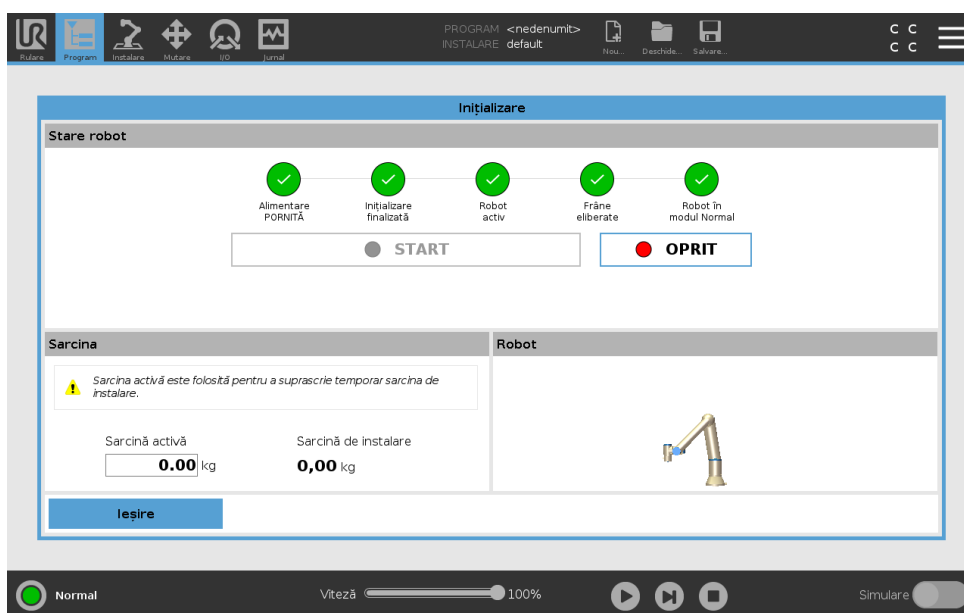 UR
PROGRAM <nedenumit>
INSTALARE default
C C
C C
Rulare
Program
Instalare
Mutare
I/O
Jurnal
Nou...
Deschide...
Salvare...
Inițializare
Stare robot
Alimentare
PORNITĂ
Inițializare
finalizată
Robot
activ
Frâne
eliberate
Robot în
modul Normal
START
OPRIT
Sarcina
Robot
Sarcina activă este folosită pentru a suprascrie temporar sarcina de
instalare.
Sarcină activă
Sarcină de instalare
0.00 kg
0,00 kg
Ieșire
Normal
Viteză
100%
Simulare